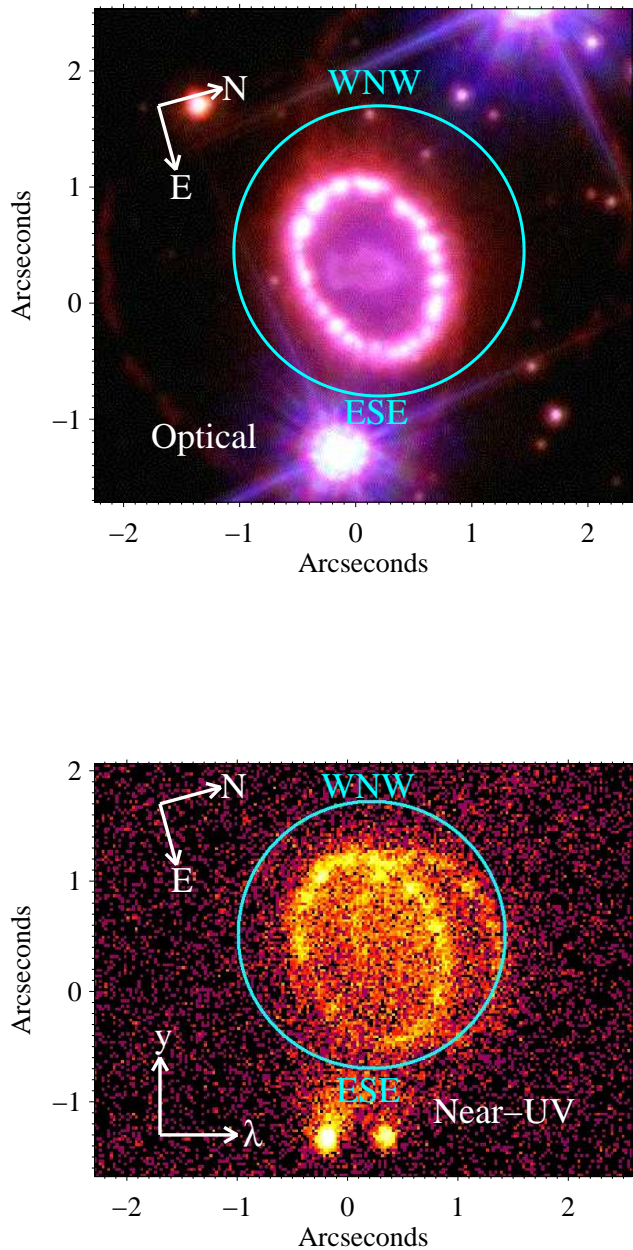 2
WNW
N
1
E
Arcseconds
0
−1
ESE
Optical
−2 −1 0 1 2
Arcseconds
2
WNW
N
E
1
Arcseconds
0
y
ESE
−1
Near−UV
λ
−2 −1 0 1 2
Arcseconds